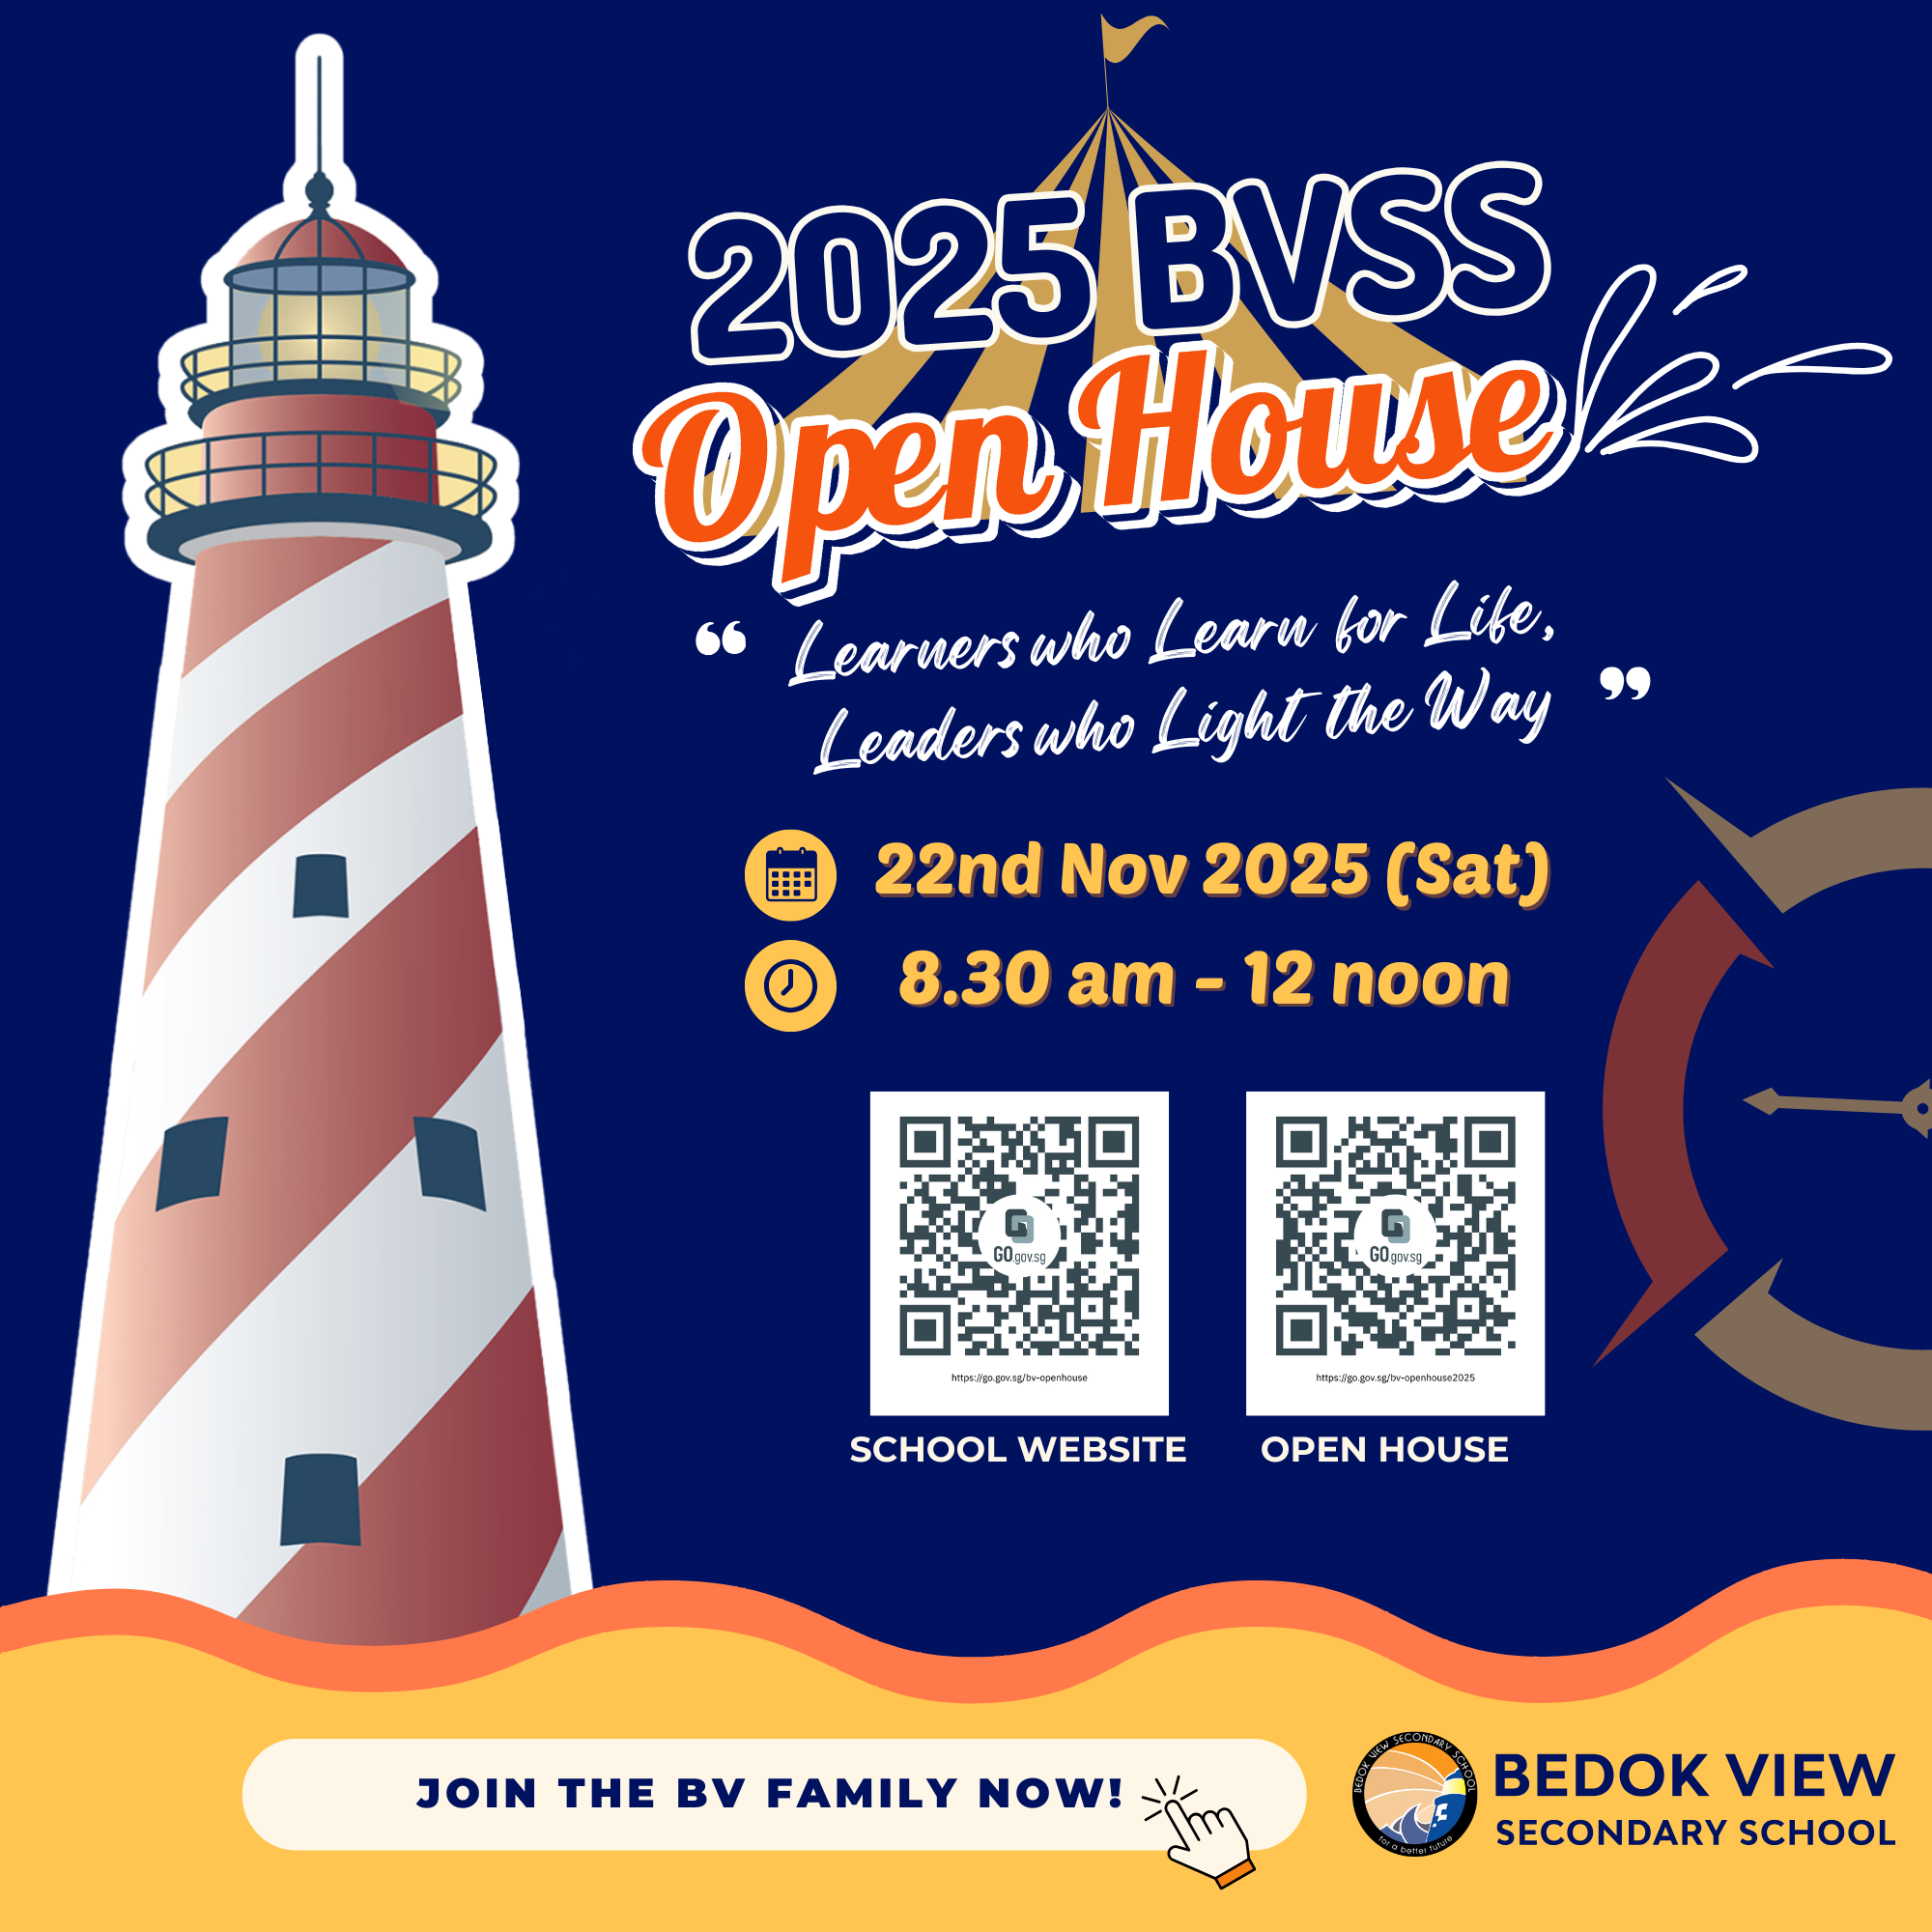 2025 BVSS
Open House
“ Learners who Learn for Life,
Leaders who Light the Way ”
22nd Nov 2025 (Sat)
8.30 am - 12 noon
GO.gov.sg
https://go.gov.sg/bv-openhouse
SCHOOL WEBSITE
GO.gov.sg
https://go.gov.sg/bv-openhouse2025
OPEN HOUSE
JOIN THE BV FAMILY NOW!
BEDOK VIEW SECONDARY SCHOOL
for a better future
BEDOK VIEW
SECONDARY SCHOOL